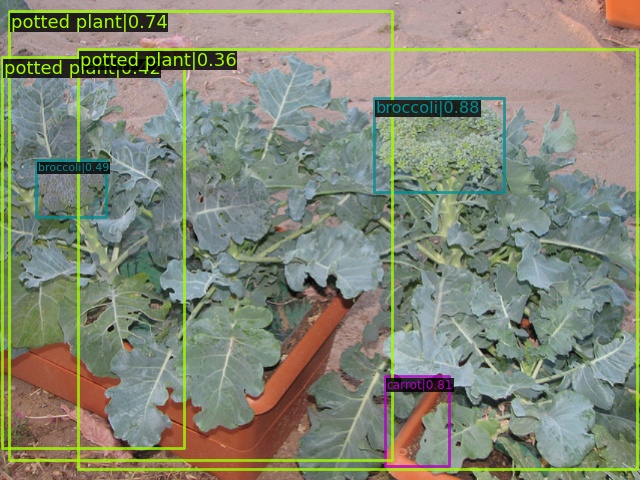 potted plant|0.74
potted plant|0.36
potted plant|0.42
broccoli|0.88
broccoli|0.49
carrot|0.81